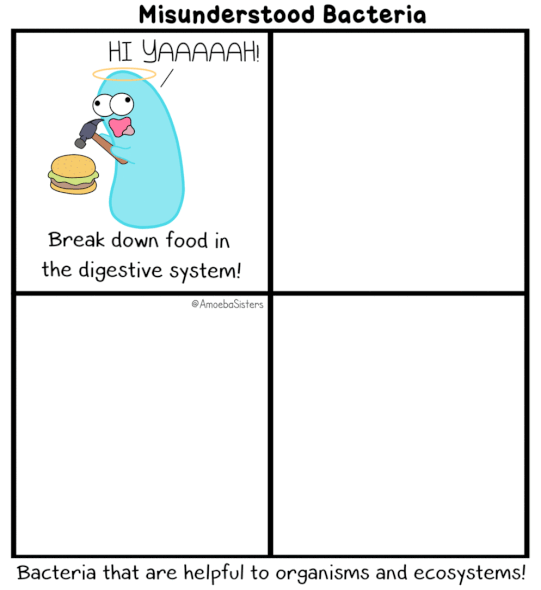 Misunderstood Bacteria
HI YAAAAAH!
Break down food in
the digestive system!
@AmoebaSisters
Bacteria that are helpful to organisms and ecosystems!